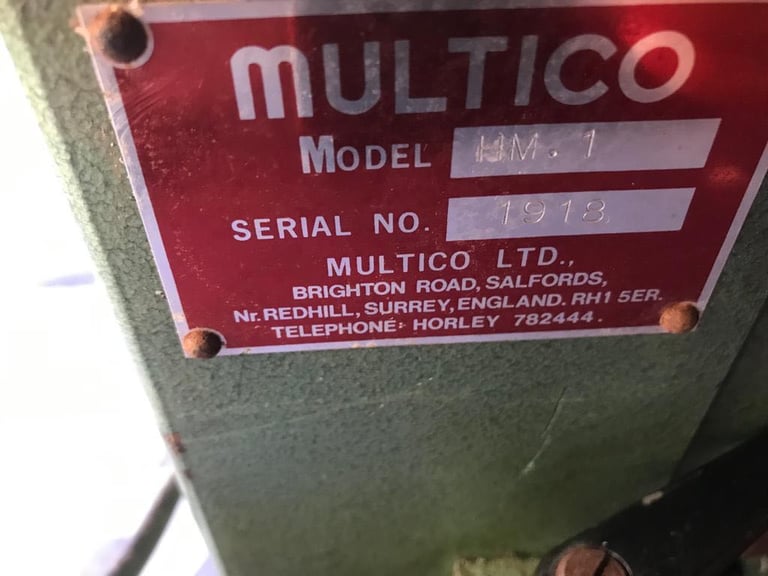 MULTICO
MODEL HM.1
SERIAL NO. 1918
MULTICO LTD.,
BRIGHTON ROAD, SALFORDS,
Nr. REDHILL, SURREY, ENGLAND. RH1 5ER.
TELEPHONE: HORLEY 782444.